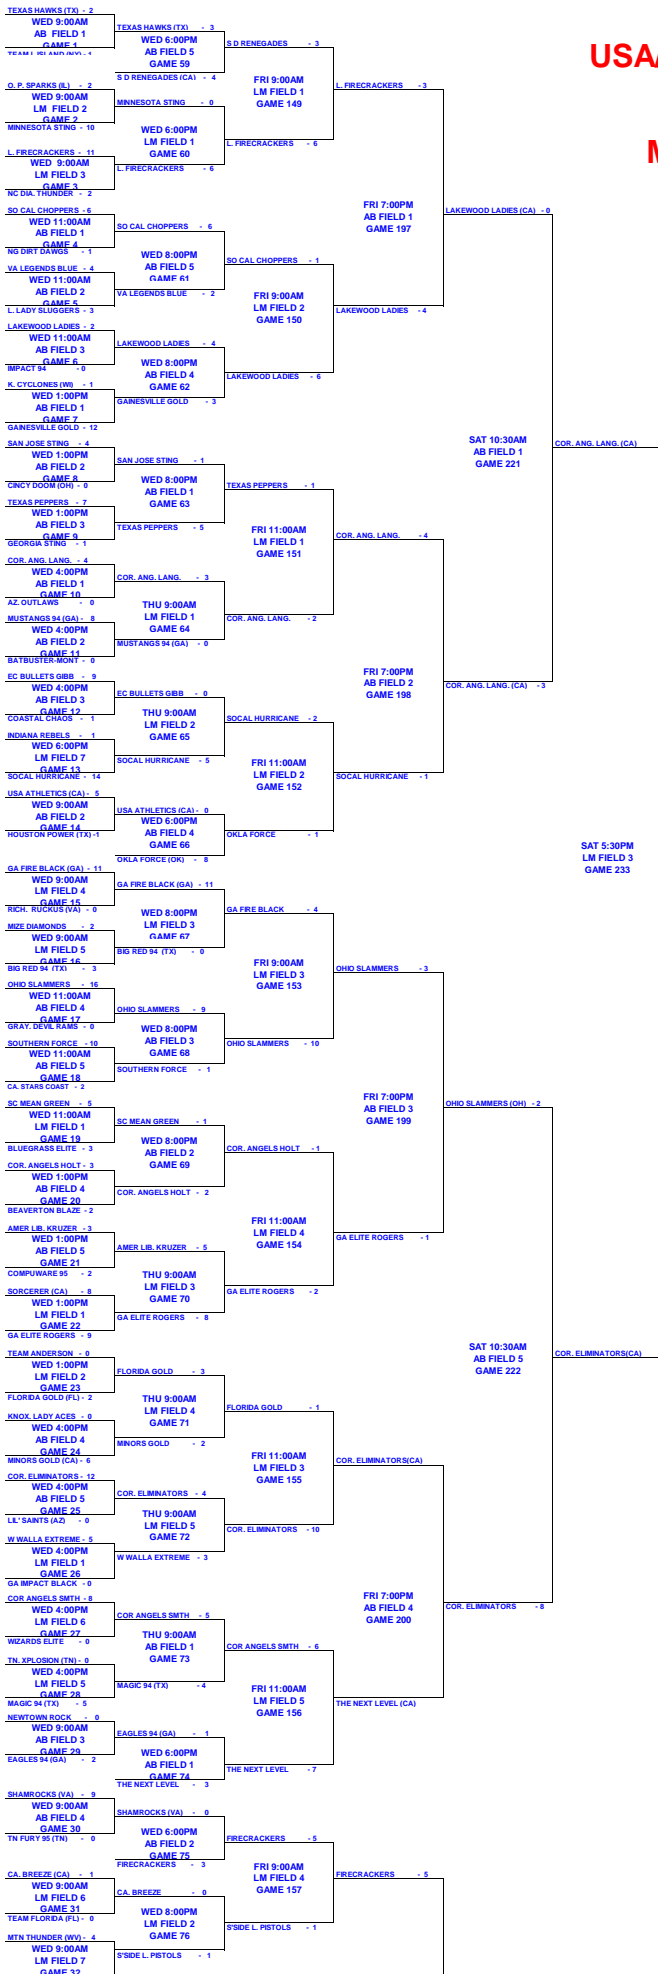 USA
TEXAS HAWKS (TX) - 2
WED 9:00AM
AB FIELD 1
GAME 1
TEAM L.ISLAND (NY)- 1
O. P. SPARKS (IL) - 2
WED 9:00AM
LM FIELD 2
GAME 2
MINNESOTA STING - 10
L. FIRECRACKERS - 11
WED 9:00AM
LM FIELD 3
GAME 3
NC DIA. THUNDER - 2
SO CAL CHOPPERS - 6
WED 11:00AM
AB FIELD 1
GAME 4
NG DIRT DAWGS - 1
VA LEGENDS BLUE - 4
WED 11:00AM
AB FIELD 2
GAME 5
L. LADY SLUGGERS - 3
LAKEWOOD LADIES - 2
WED 11:00AM
AB FIELD 3
GAME 6
IMPACT 94 - 0
K. CYCLONES (WI) - 1
WED 1:00PM
AB FIELD 1
GAME 7
GAINESVILLE GOLD - 12
SAN JOSE STING - 4
WED 1:00PM
AB FIELD 2
GAME 8
CINCY DOOM (OH) - 0
TEXAS PEPPERS - 7
WED 1:00PM
AB FIELD 3
GAME 9
GEORGIA STING - 1
COR. ANG. LANG. - 4
WED 4:00PM
AB FIELD 1
GAME 10
AZ. OUTLAWS - 0
MUSTANGS 94 (GA) - 8
WED 4:00PM
AB FIELD 2
GAME 11
BATBUSTER-MONT - 0
EC BULLETS GIBB - 9
WED 4:00PM
AB FIELD 3
GAME 12
COASTAL CHAOS - 1
INDIANA REBELS - 1
WED 6:00PM
LM FIELD 7
GAME 13
SOCAL HURRICANE - 14
USA ATHLETICS (CA) - 5
WED 9:00AM
AB FIELD 2
GAME 14
HOUSTON POWER (TX) -1
GA FIRE BLACK (GA) - 11
WED 9:00AM
LM FIELD 4
GAME 15
RICH. RUCKUS (VA) - 0
MIZE DIAMONDS - 2
WED 9:00AM
LM FIELD 5
GAME 16
BIG RED 94 (TX) - 3
OHIO SLAMMERS - 16
WED 11:00AM
AB FIELD 4
GAME 17
GRAY. DEVIL RAMS - 0
SOUTHERN FORCE - 10
WED 11:00AM
AB FIELD 5
GAME 18
CA. STARS COAST - 2
SC MEAN GREEN - 5
WED 11:00AM
LM FIELD 1
GAME 19
BLUEGRASS ELITE - 3
COR. ANGELS HOLT - 3
WED 1:00PM
AB FIELD 4
GAME 20
BEAVERTON BLAZE - 2
AMER LIB. KRUZER - 3
WED 1:00PM
AB FIELD 5
GAME 21
COMPUWARE 95 - 2
SORCERER (CA) - 8
WED 1:00PM
LM FIELD 1
GAME 22
GA ELITE ROGERS - 9
TEAM ANDERSON - 0
WED 1:00PM
LM FIELD 2
GAME 23
FLORIDA GOLD (FL) - 2
KNOX. LADY ACES - 0
WED 4:00PM
AB FIELD 4
GAME 24
MINORS GOLD (CA) - 6
COR. ELIMINATORS - 12
WED 4:00PM
AB FIELD 5
GAME 25
LIL' SAINTS (AZ) - 0
W WALLA EXTREME - 5
WED 4:00PM
LM FIELD 1
GAME 26
GA IMPACT BLACK - 0
COR ANGELS SMTH - 8
WED 4:00PM
LM FIELD 6
GAME 27
WIZARDS ELITE - 0
TN. XPLOSION (TN) - 0
WED 4:00PM
LM FIELD 5
GAME 28
MAGIC 94 (TX) - 5
NEWTOWN ROCK - 0
WED 9:00AM
AB FIELD 3
GAME 29
EAGLES 94 (GA) - 2
SHAMROCKS (VA) - 9
WED 9:00AM
AB FIELD 4
GAME 30
TN FURY 95 (TN) - 0
CA. BREEZE (CA) - 1
WED 9:00AM
LM FIELD 6
GAME 31
TEAM FLORIDA (FL) - 0
MTN THUNDER (WV) - 4
WED 9:00AM
LM FIELD 7
GAME 32
TEXAS HAWKS (TX) - 3
WED 6:00PM
AB FIELD 5
GAME 59
S D RENEGADES (CA) - 4
MINNESOTA STING - 0
WED 6:00PM
LM FIELD 1
GAME 60
L. FIRECRACKERS - 6
SO CAL CHOPPERS - 6
WED 8:00PM
AB FIELD 5
GAME 61
VA LEGENDS BLUE - 2
LAKEWOOD LADIES - 4
WED 8:00PM
AB FIELD 4
GAME 62
GAINESVILLE GOLD - 3
SAN JOSE STING - 1
WED 8:00PM
AB FIELD 1
GAME 63
TEXAS PEPPERS - 5
COR. ANG. LANG. - 3
THU 9:00AM
LM FIELD 1
GAME 64
MUSTANGS 94 (GA) - 0
EC BULLETS GIBB - 0
THU 9:00AM
LM FIELD 2
GAME 65
SOCAL HURRICANE - 5
USA ATHLETICS (CA) - 0
WED 6:00PM
AB FIELD 4
GAME 66
OKLA FORCE (OK) - 8
GA FIRE BLACK (GA) - 11
WED 8:00PM
LM FIELD 3
GAME 67
BIG RED 94 (TX) - 0
OHIO SLAMMERS - 9
WED 8:00PM
AB FIELD 3
GAME 68
SOUTHERN FORCE - 1
SC MEAN GREEN - 1
WED 8:00PM
AB FIELD 2
GAME 69
COR. ANGELS HOLT - 2
AMER LIB. KRUZER - 5
THU 9:00AM
LM FIELD 3
GAME 70
GA ELITE ROGERS - 8
FLORIDA GOLD - 3
THU 9:00AM
LM FIELD 4
GAME 71
MINORS GOLD - 2
COR. ELIMINATORS - 4
THU 9:00AM
LM FIELD 5
GAME 72
W WALLA EXTREME - 3
COR ANGELS SMTH - 5
THU 9:00AM
AB FIELD 1
GAME 73
MAGIC 94 (TX) - 4
EAGLES 94 (GA) - 1
WED 6:00PM
AB FIELD 1
GAME 74
THE NEXT LEVEL - 3
SHAMROCKS (VA) - 0
WED 6:00PM
AB FIELD 2
GAME 75
FIRECRACKERS - 3
CA. BREEZE - 0
WED 8:00PM
LM FIELD 2
GAME 76
S'SIDE L. PISTOLS - 1
S D RENEGADES - 3
FRI 9:00AM
LM FIELD 1
GAME 149
L. FIRECRACKERS - 6
SO CAL CHOPPERS - 1
FRI 9:00AM
LM FIELD 2
GAME 150
LAKEWOOD LADIES - 6
TEXAS PEPPERS - 1
FRI 11:00AM
LM FIELD 1
GAME 151
COR. ANG. LANG. - 2
SOCAL HURRICANE - 2
FRI 11:00AM
LM FIELD 2
GAME 152
OKLA FORCE - 1
GA FIRE BLACK - 4
FRI 9:00AM
LM FIELD 3
GAME 153
OHIO SLAMMERS - 10
COR. ANGELS HOLT - 1
FRI 11:00AM
LM FIELD 4
GAME 154
GA ELITE ROGERS - 2
FLORIDA GOLD - 1
FRI 11:00AM
LM FIELD 3
GAME 155
COR. ELIMINATORS - 10
COR ANGELS SMTH - 6
FRI 11:00AM
LM FIELD 5
GAME 156
THE NEXT LEVEL - 7
FIRECRACKERS - 5
FRI 9:00AM
LM FIELD 4
GAME 157
S'SIDE L. PISTOLS - 1
L. FIRECRACKERS - 3
FRI 7:00PM
AB FIELD 1
GAME 197
LAKEWOOD LADIES - 4
COR. ANG. LANG. - 4
FRI 7:00PM
AB FIELD 2
GAME 198
SOCAL HURRICANE - 1
OHIO SLAMMERS - 3
FRI 7:00PM
AB FIELD 3
GAME 199
GA ELITE ROGERS - 1
COR. ELIMINATORS(CA)
FRI 7:00PM
AB FIELD 4
GAME 200
THE NEXT LEVEL (CA)
FIRECRACKERS - 5
LAKEWOOD LADIES (CA) - 0
SAT 10:30AM
AB FIELD 1
GAME 221
COR. ANG. LANG. (CA) - 3
OHIO SLAMMERS (OH) - 2
SAT 10:30AM
AB FIELD 5
GAME 222
COR. ELIMINATORS - 8
COR. ANG. LANG. (CA)
SAT 5:30PM
LM FIELD 3
GAME 233
COR. ELIMINATORS(CA)